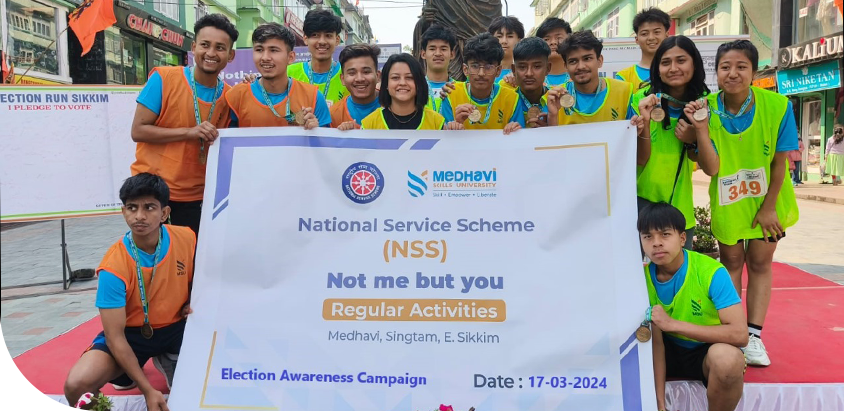 ELECTION RUN SIKKIM
I PLEDGE TO VOTE
KALIUM
SRI NIKETAN
MEDHAVI
SKILLS UNIVERSITY
Skill • Empower • Liberate
National Service Scheme
(NSS)
Not me but you
Regular Activities
Medhavi, Singtam, E. Sikkim
Election Awareness Campaign
Date : 17-03-2024
349